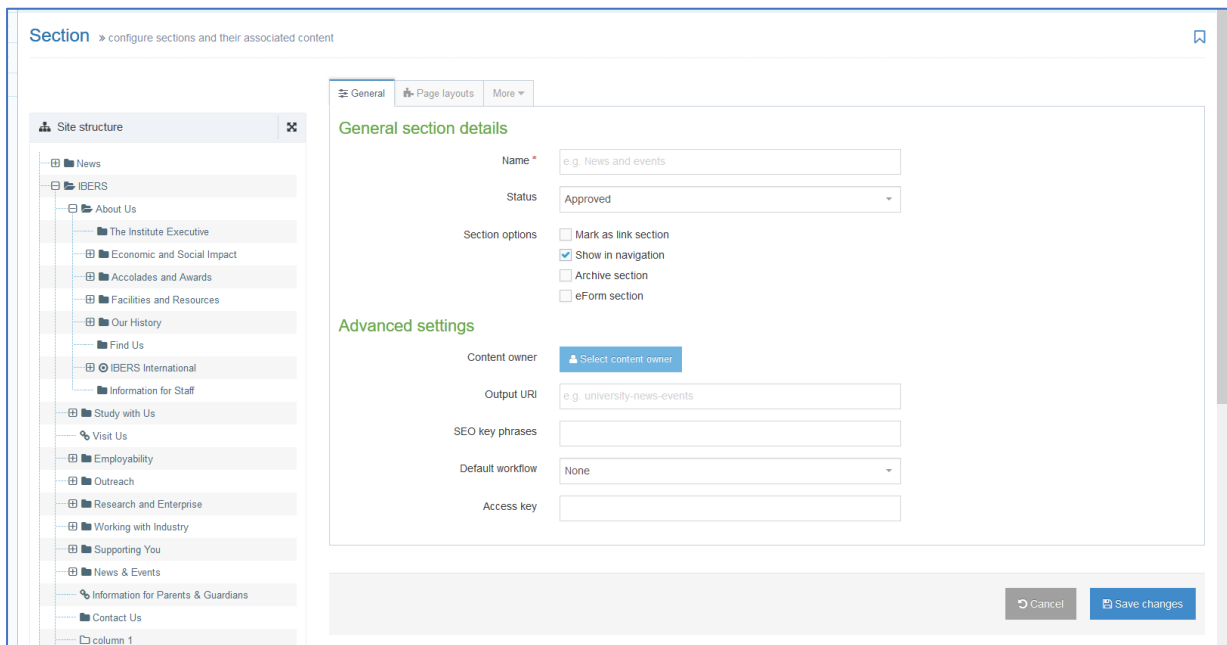 Section » configure sections and their associated content
General Page layouts More
Site structure
News
IBERS
About Us
The Institute Executive
Economic and Social Impact
Accolades and Awards
Facilities and Resources
Our History
Find Us
IBERS International
Information for Staff
Study with Us
Visit Us
Employability
Outreach
Research and Enterprise
Working with Industry
Supporting You
News & Events
Information for Parents & Guardians
Contact Us
column 1
General section details
Name * e.g. News and events
Status Approved
Section options Mark as link section
Show in navigation
Archive section
eForm section
Advanced settings
Content owner Select content owner
Output URI e.g. university-news-events
SEO key phrases
Default workflow None
Access key
Cancel Save changes